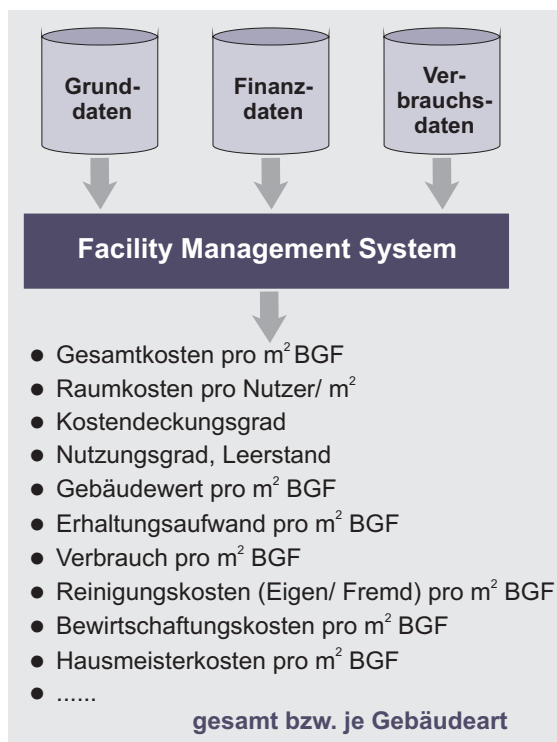 Grund-
daten
Finanz-
daten
Ver-
brauchs-
daten
Facility Management System
● Gesamtkosten pro m² BGF
● Raumkosten pro Nutzer/ m²
● Kostendeckungsgrad
● Nutzungsgrad, Leerstand
● Gebäudewert pro m² BGF
● Erhaltungsaufwand pro m² BGF
● Verbrauch pro m² BGF
● Reinigungskosten (Eigen/ Fremd) pro m² BGF
● Bewirtschaftungskosten pro m² BGF
● Hausmeisterkosten pro m² BGF
● ......
gesamt bzw. je Gebäudeart